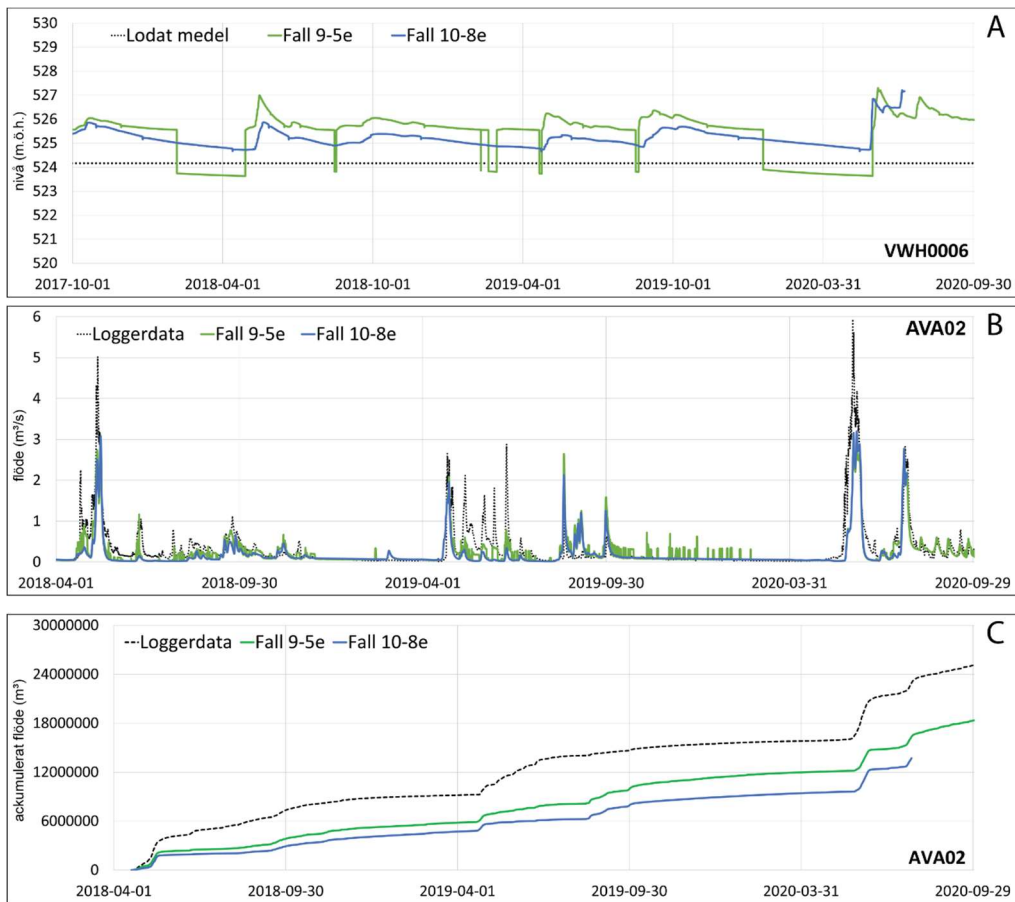 A
530
529
528
527
526
525
524
523
522
521
520
nivå (m.ö.h.)
Lodat medel Fall 9-5e Fall 10-8e
VWH0006
2017-10-01 2018-04-01 2018-10-01 2019-04-01 2019-10-01 2020-03-31 2020-09-30
B
AVA02
6
5
4
3
2
1
0
flöde (m³/s)
Loggerdata Fall 9-5e Fall 10-8e
2018-04-01 2018-09-30 2019-04-01 2019-09-30 2020-03-31 2020-09-29
C
30000000
24000000
18000000
12000000
6000000
0
ackumulerat flöde (m³)
Loggerdata Fall 9-5e Fall 10-8e
AVA02
2018-04-01 2018-09-30 2019-04-01 2019-09-30 2020-03-31 2020-09-29